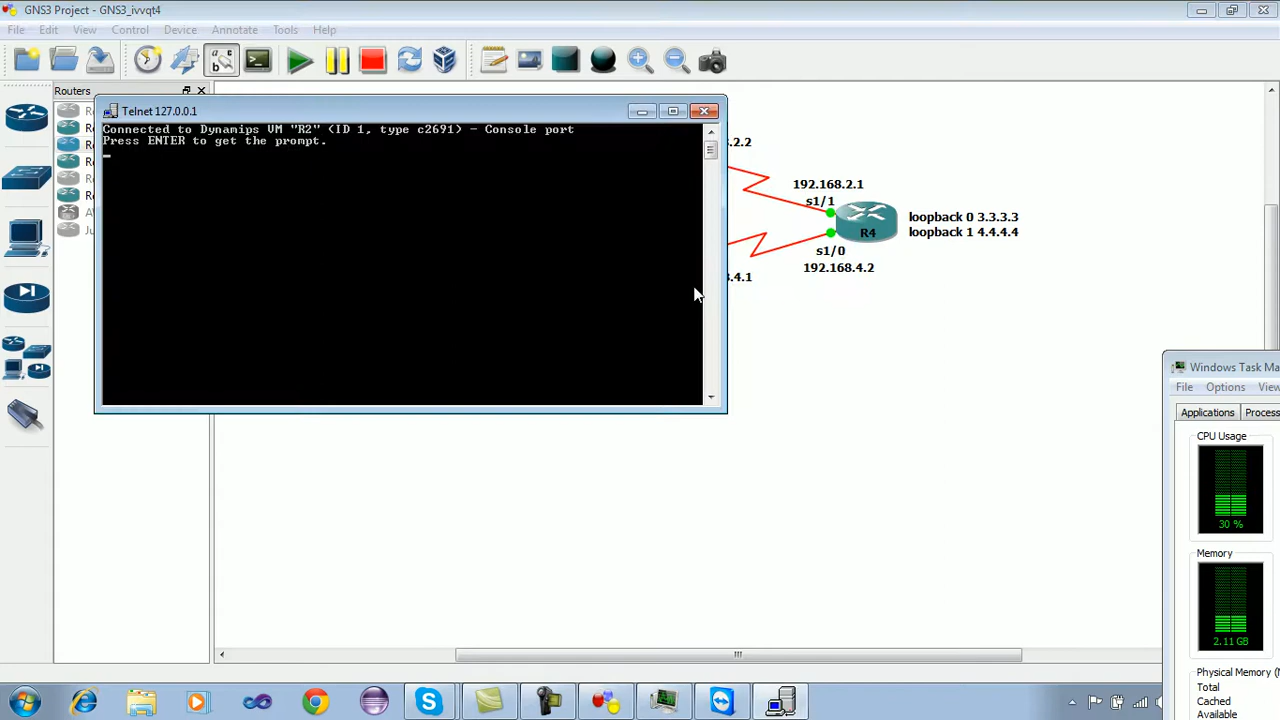 GNS3 Project - GNS3_ivvqt4
File Edit View Control Device Annotate Tools Help
Routers
Telnet 127.0.0.1
Connected to Dynamips VM "R2" (ID 1, type c2691) - Console port
Press ENTER to get the prompt.
.2.2
192.168.2.1
s1/1
R4
loopback 0 3.3.3.3
loopback 1 4.4.4.4
s1/0
192.168.4.2
.4.1
Windows Task Ma
File Options View
Applications Process
CPU Usage
30 %
Memory
2.11 GB
Physical Memory (
Total
Cached
Available